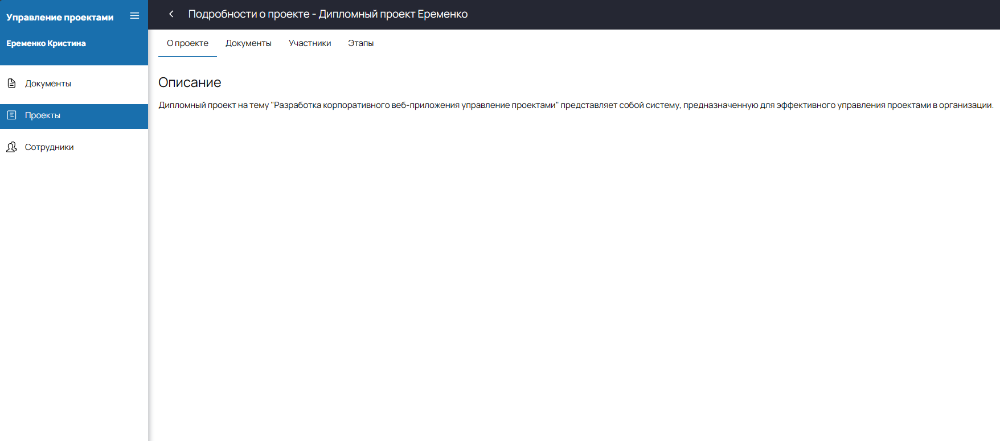 Управление проектами
Еременко Кристина
Документы
Проекты
Сотрудники
Подробности о проекте - Дипломный проект Еременко
О проекте Документы Участники Этапы
Описание
Дипломный проект на тему "Разработка корпоративного веб-приложения управление проектами" представляет собой систему, предназначенную для эффективного управления проектами в организации.